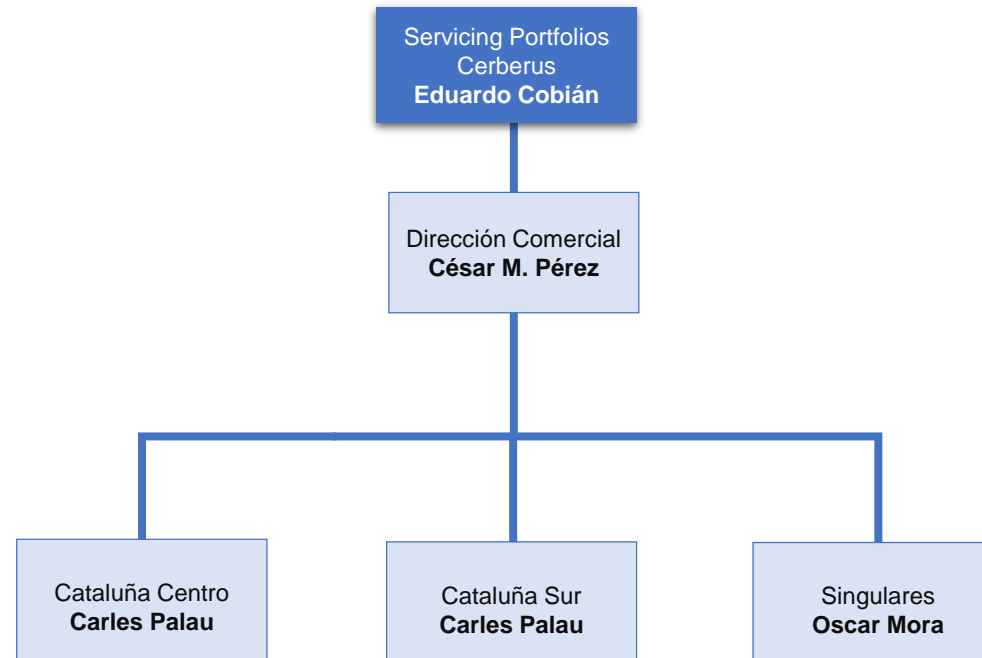 Servicing Portfolios
Cerberus
Eduardo Cobián
Dirección Comercial
César M. Pérez
Cataluña Centro
Carles Palau
Cataluña Sur
Carles Palau
Singulares
Oscar Mora